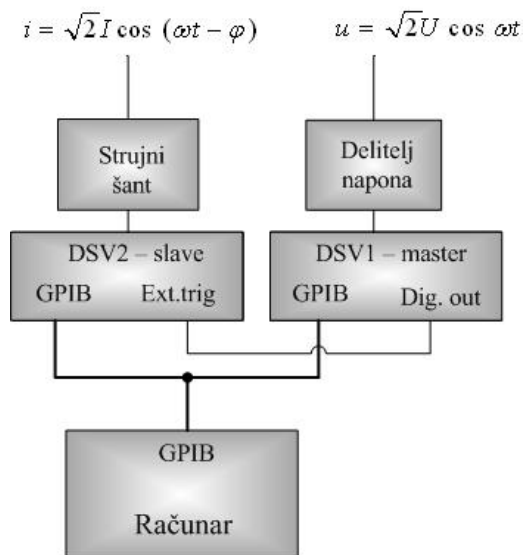 i = √2 I cos (ωt − φ)
u = √2 U cos ωt
Strujni
šant
Delitelj
napona
DSV2 – slave
GPIB Ext.trig
DSV1 – master
GPIB Dig. out
GPIB
Računar